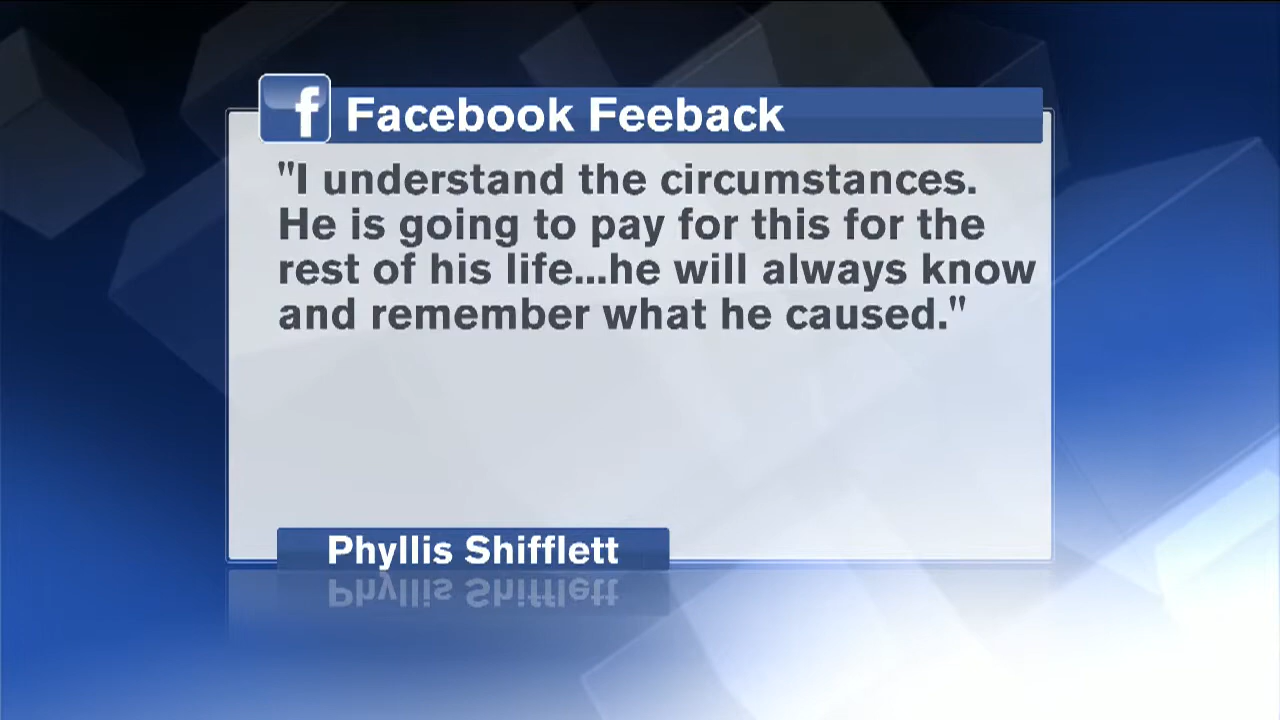 f Facebook Feeback
"I understand the circumstances.
He is going to pay for this for the
rest of his life...he will always know
and remember what he caused."
Phyllis Shifflett